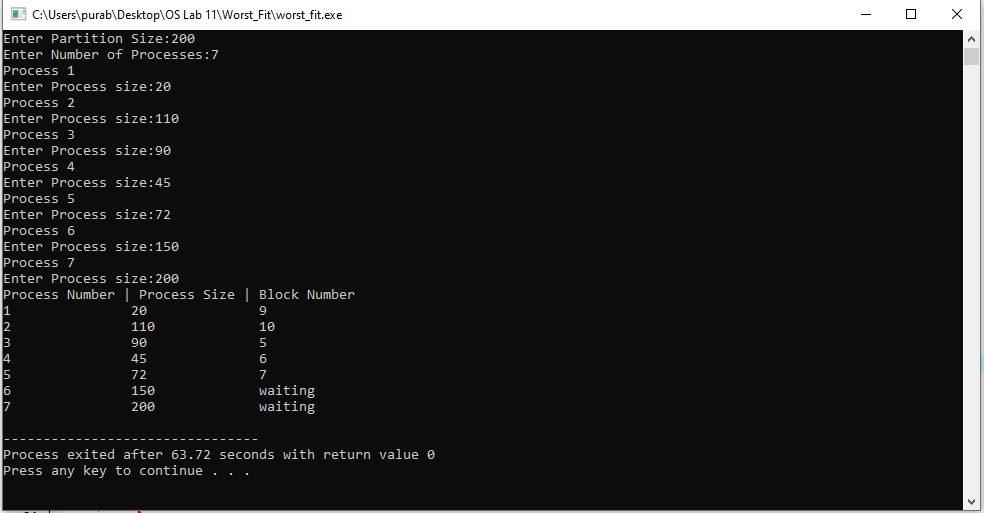 C:\Users\purab\Desktop\OS Lab 11\Worst_Fit\worst_fit.exe
Enter Partition Size:200
Enter Number of Processes:7
Process 1
Enter Process size:20
Process 2
Enter Process size:110
Process 3
Enter Process size:90
Process 4
Enter Process size:45
Process 5
Enter Process size:72
Process 6
Enter Process size:150
Process 7
Enter Process size:200
Process Number | Process Size | Block Number
1 20 9
2 110 10
3 90 5
4 45 6
5 72 7
6 150 waiting
7 200 waiting
--------------------------------
Process exited after 63.72 seconds with return value 0
Press any key to continue . . .